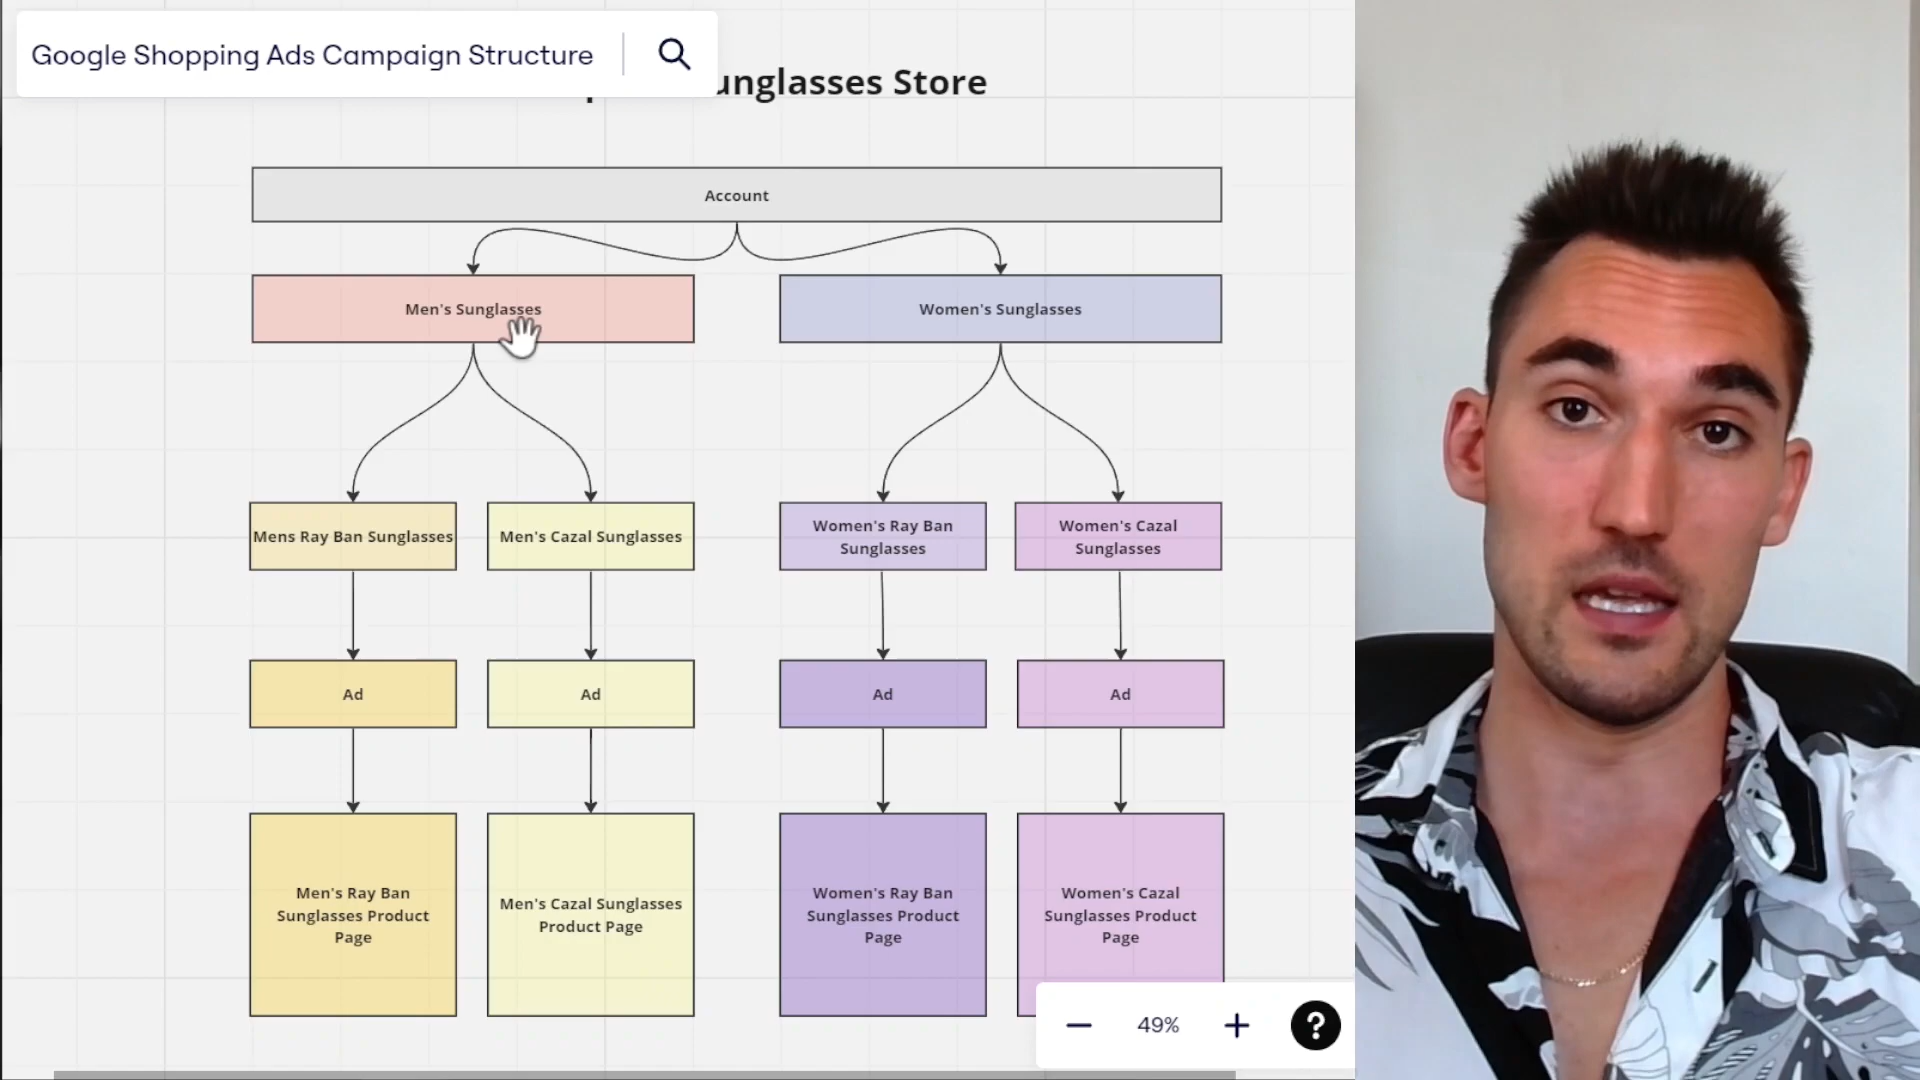 Google Shopping Ads Campaign Structure
unglasses Store
Account
Men's Sunglasses
Women's Sunglasses
Mens Ray Ban Sunglasses
Men's Cazal Sunglasses
Women's Ray Ban
Sunglasses
Women's Cazal
Sunglasses
Ad
Ad
Ad
Ad
Men's Ray Ban
Sunglasses Product
Page
Men's Cazal Sunglasses
Product Page
Women's Ray Ban
Sunglasses Product
Page
Women's Cazal
Sunglasses Product
Page
49%
?